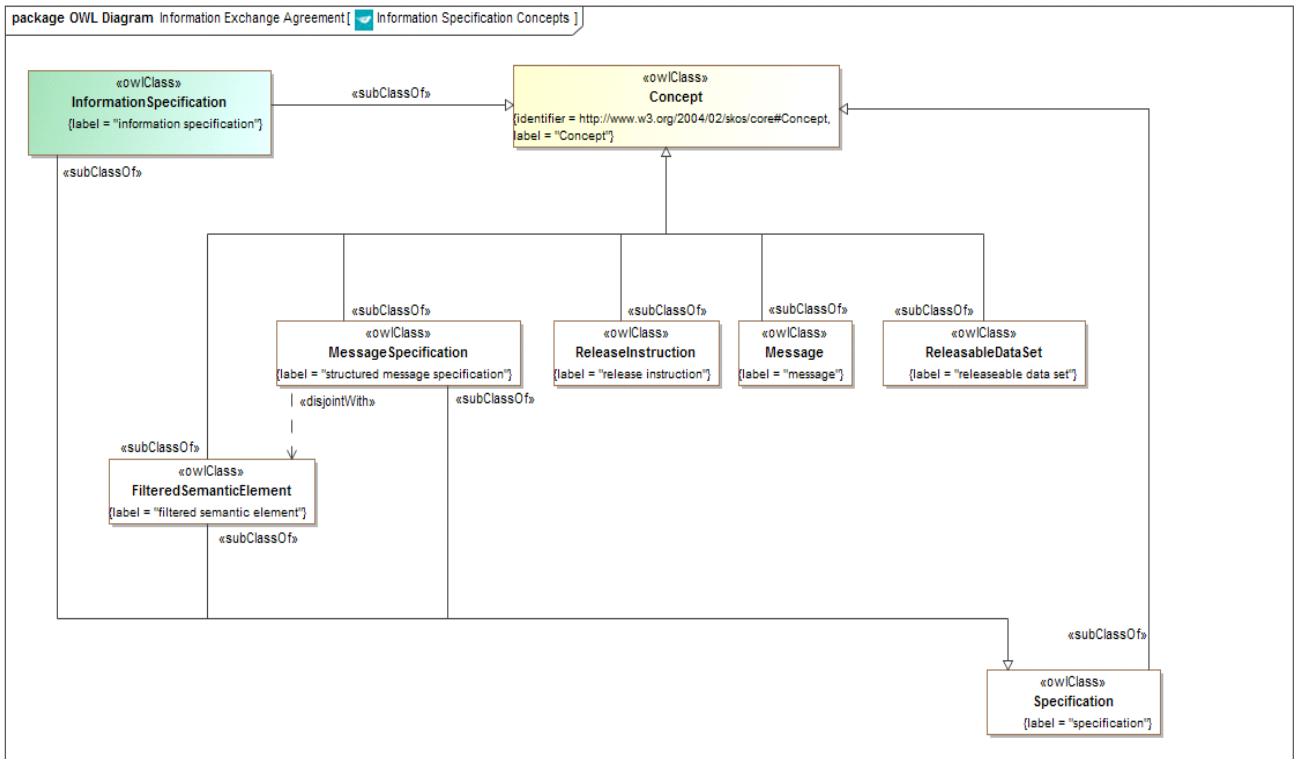 package OWL Diagram Information Exchange Agreement [ Information Specification Concepts ]
«owlClass»
InformationSpecification
{label = "information specification"}
«subClassOf»
«owlClass»
Concept
{identifier = http://www.w3.org/2004/02/skos/core#Concept,
label = "Concept"}
«subClassOf»
«subClassOf»
«owlClass»
MessageSpecification
{label = "structured message specification"}
«subClassOf»
«owlClass»
ReleaseInstruction
{label = "release instruction"}
«subClassOf»
«owlClass»
Message
{label = "message"}
«subClassOf»
«owlClass»
ReleasableDataSet
{label = "releaseable data set"}
«disjointWith»
«subClassOf»
«subClassOf»
«owlClass»
FilteredSemanticElement
{label = "filtered semantic element"}
«subClassOf»
«subClassOf»
«owlClass»
Specification
{label = "specification"}